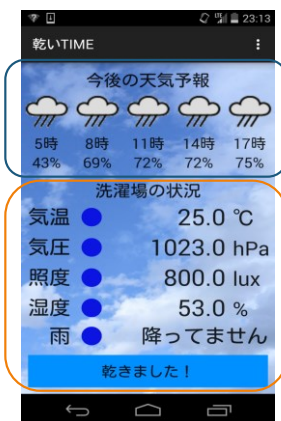 23:13
乾いTIME
今後の天気予報
5時 8時 11時 14時 17時
43% 69% 72% 72% 75%
洗濯場の状況
気温 25.0 ℃
気圧 1023.0 hPa
照度 800.0 lux
湿度 53.0 %
雨 降ってません
乾きました！